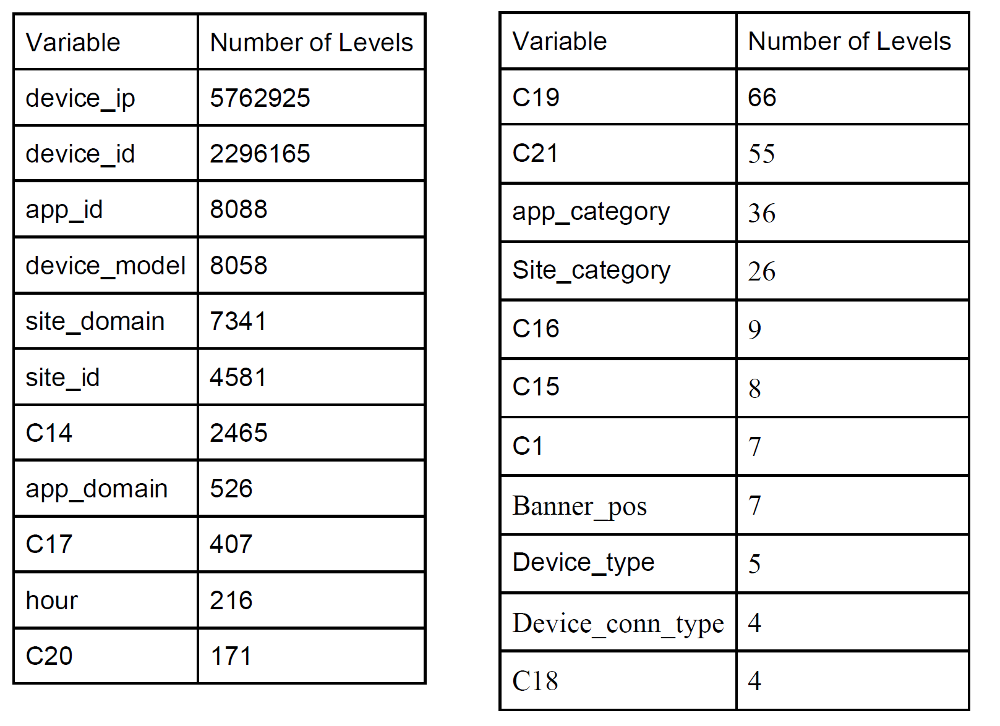 Variable Number of Levels
device_ip 5762925
device_id 2296165
app_id 8088
device_model 8058
site_domain 7341
site_id 4581
C14 2465
app_domain 526
C17 407
hour 216
C20 171
Variable Number of Levels
C19 66
C21 55
app_category 36
Site_category 26
C16 9
C15 8
C1 7
Banner_pos 7
Device_type 5
Device_conn_type 4
C18 4